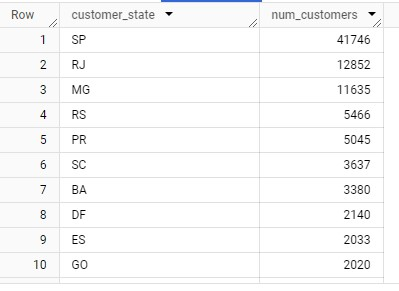 Row customer_state num_customers
1 SP 41746
2 RJ 12852
3 MG 11635
4 RS 5466
5 PR 5045
6 SC 3637
7 BA 3380
8 DF 2140
9 ES 2033
10 GO 2020